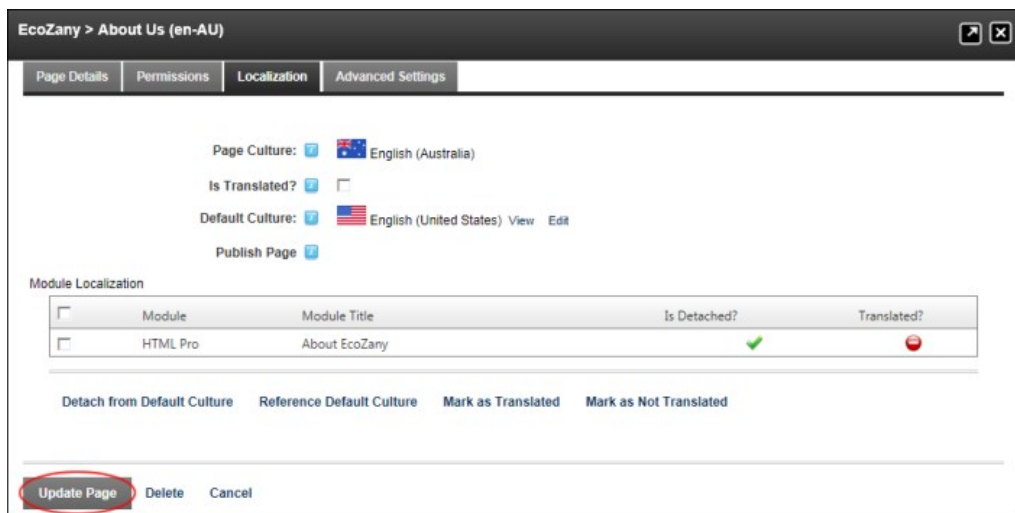 EcoZany > About Us (en-AU)
Page Details Permissions Localization Advanced Settings
Page Culture: English (Australia)
Is Translated?
Default Culture: English (United States) View Edit
Publish Page
Module Localization
Module Module Title Is Detached? Translated?
HTML Pro About EcoZany
Detach from Default Culture Reference Default Culture Mark as Translated Mark as Not Translated
Update Page Delete Cancel